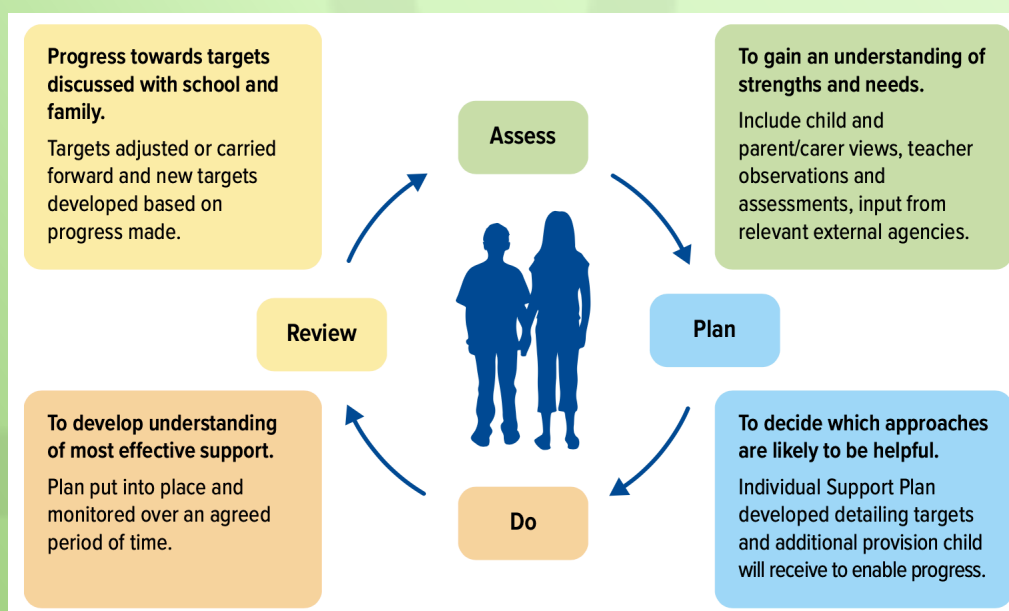 Progress towards targets
discussed with school and
family.
Targets adjusted or carried
forward and new targets
developed based on
progress made.
Assess
To gain an understanding of
strengths and needs.
Include child and
parent/carer views, teacher
observations and
assessments, input from
relevant external agencies.
Review
Plan
To develop understanding
of most effective support.
Plan put into place and
monitored over an agreed
period of time.
Do
To decide which approaches
are likely to be helpful.
Individual Support Plan
developed detailing targets
and additional provision child
will receive to enable progress.